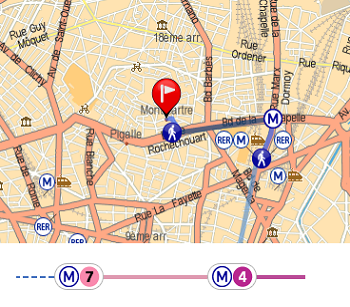 Rue Guy
Môquet
Av. de Saint-Ouen
18ème arr.
Av. de Clichy
Bd Barbès
Rue
Ordener
Chapelle
Rue Marx
Dormoy
Montmartre
Bd de la Chapelle
M
Pigalle
Rochechouart
RER
M
RER
Rue Blanche
Rue de Rome
M
M
RER
Rue La Fayette
Bd de
Magenta
RER
M
9ème arr.
M 7
M 4